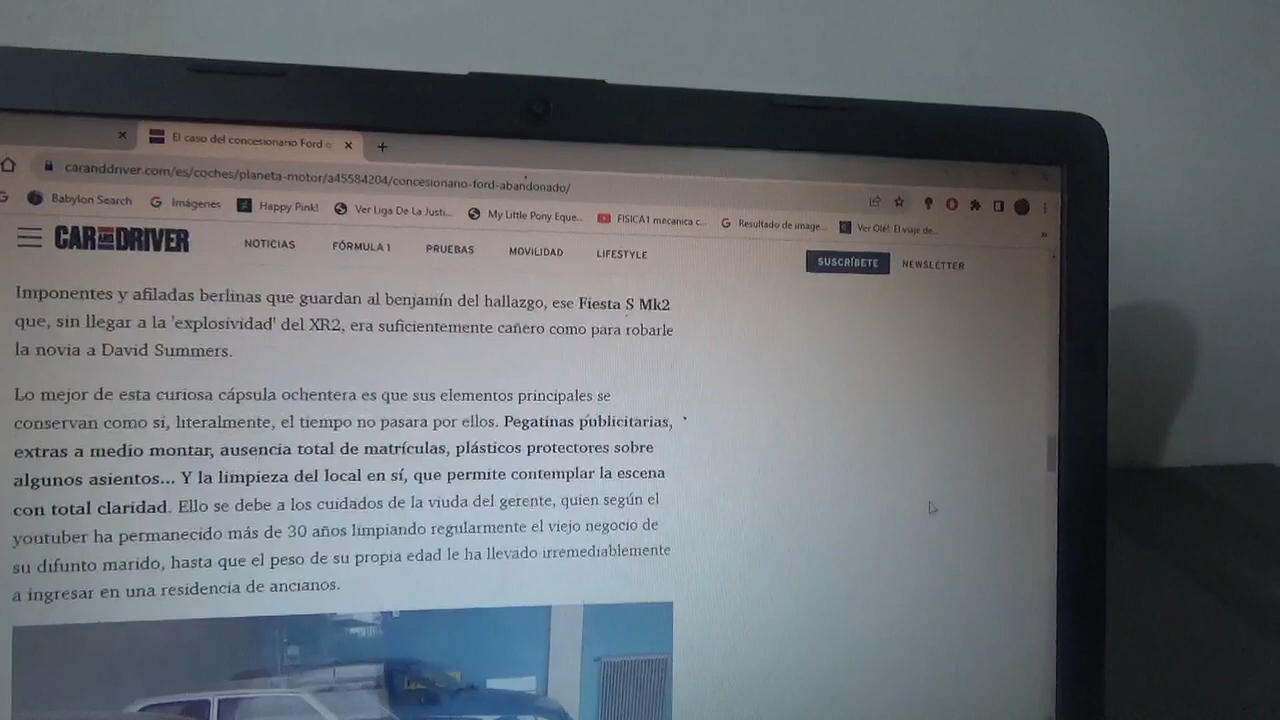 El caso del concesionario Ford
caranddriver.com/es/coches/planeta-motor/a45584204/concesionario-ford-abandonado/
Babylon Search
Imágenes
Happy Pink!
Ver Liga De La Justi...
My Little Pony Eque...
FISICA1 mecanica c...
Resultado de image...
Ver Olé! El viaje de...
CAR AND DRIVER
NOTICIAS
FÓRMULA 1
PRUEBAS
MOVILIDAD
LIFESTYLE
SUSCRÍBETE
NEWSLETTER
Imponentes y afiladas berlinas que guardan al benjamín del hallazgo, ese Fiesta S Mk2
que, sin llegar a la 'explosividad' del XR2, era suficientemente cañero como para robarle
la novia a David Summers.
Lo mejor de esta curiosa cápsula ochentera es que sus elementos principales se
conservan como si, literalmente, el tiempo no pasara por ellos. Pegatinas publicitarias,
extras a medio montar, ausencia total de matrículas, plásticos protectores sobre
algunos asientos... Y la limpieza del local en sí, que permite contemplar la escena
con total claridad. Ello se debe a los cuidados de la viuda del gerente, quien según el
youtuber ha permanecido más de 30 años limpiando regularmente el viejo negocio de
su difunto marido, hasta que el peso de su propia edad le ha llevado irremediablemente
a ingresar en una residencia de ancianos.